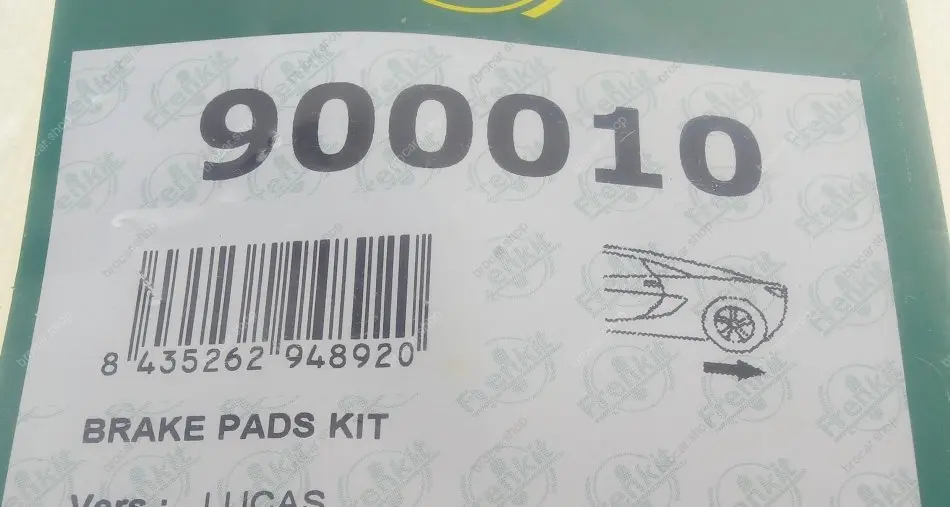 900010
8 435262 948920
BRAKE PADS KIT
Vers : LUCAS